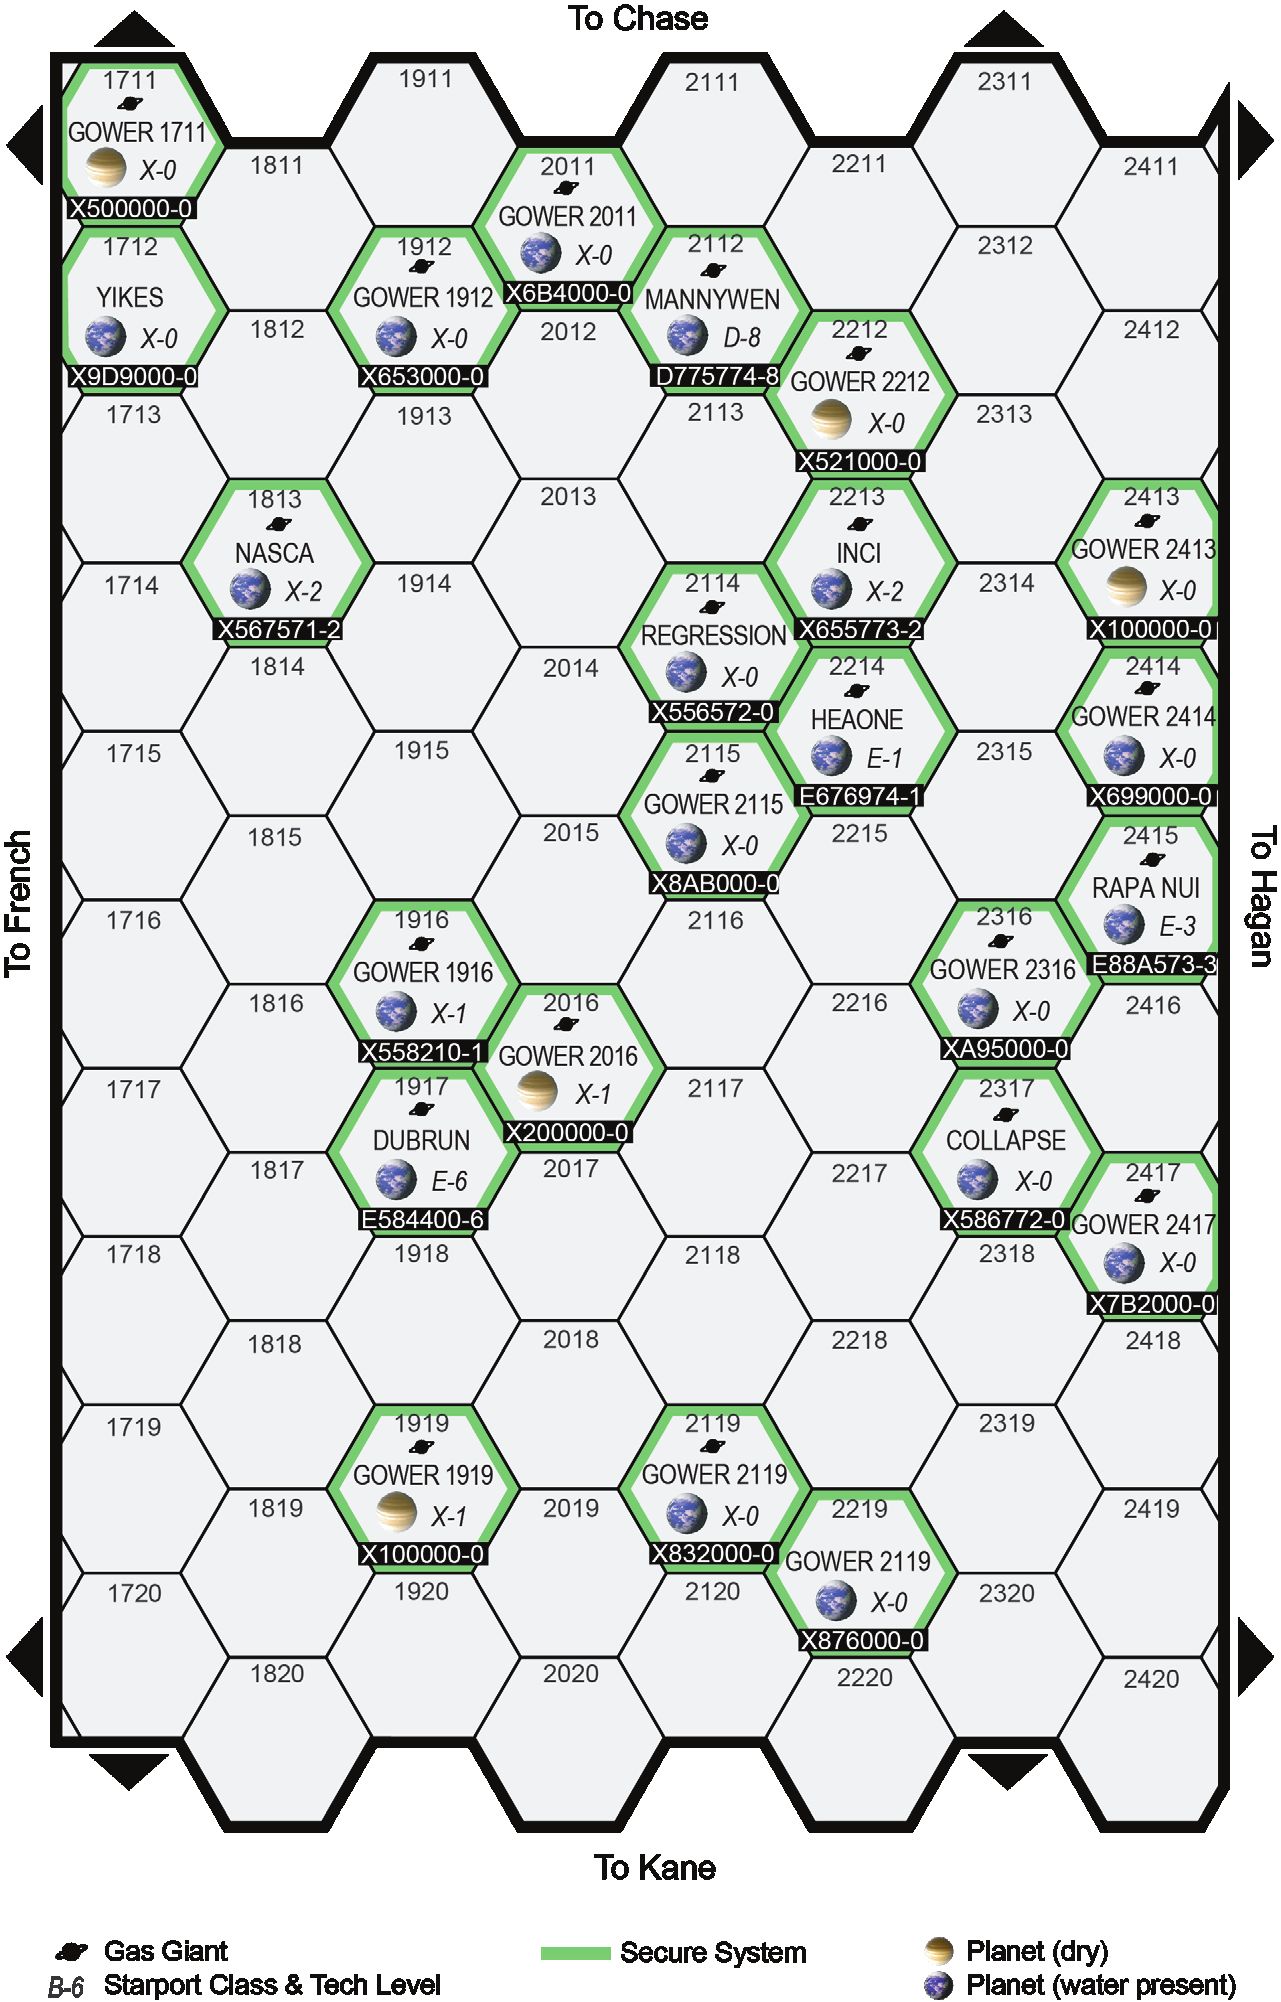 To Chase
1711
GOWER 1711
X-0
X500000-0
1911
2111
2311
1811
2011
GOWER 2011
X-0
X6B4000-0
2211
2411
1712
YIKES
X-0
X9D9000-0
1912
GOWER 1912
X-0
X653000-0
2112
MANNYWEN
D-8
D775774-8
2312
1812
2012
2212
GOWER 2212
X-0
X521000-0
2412
1713
1913
2113
2313
1813
NASCA
X-2
X567571-2
2013
2213
INCI
X-2
X655773-2
2413
GOWER 2413
X-0
X100000-0
1714
1914
2114
REGRESSION
X-0
X556572-0
2314
1814
2014
2214
HEAONE
E-1
E676974-1
2414
GOWER 2414
X-0
X699000-0
1715
1915
2115
GOWER 2115
X-0
X8AB000-0
2315
1815
2015
2215
2415
RAPA NUI
E-3
E88A573-3
To French
To Hagan
1716
1916
GOWER 1916
X-1
X558210-1
2116
2316
GOWER 2316
X-0
XA95000-0
1816
2016
GOWER 2016
X-1
X200000-0
2216
2416
1717
1917
DUBRUN
E-6
E584400-6
2117
2317
COLLAPSE
X-0
X586772-0
1817
2017
2217
2417
GOWER 2417
X-0
X7B2000-0
1718
1918
2118
2318
1818
2018
2218
2418
1719
1919
GOWER 1919
X-1
X100000-0
2119
GOWER 2119
X-0
X832000-0
2319
1819
2019
2219
GOWER 2119
X-0
X876000-0
2419
1720
1920
2120
2320
1820
2020
2220
2420
To Kane
Gas Giant
Secure System
Planet (dry)
B-6 Starport Class & Tech Level
Planet (water present)